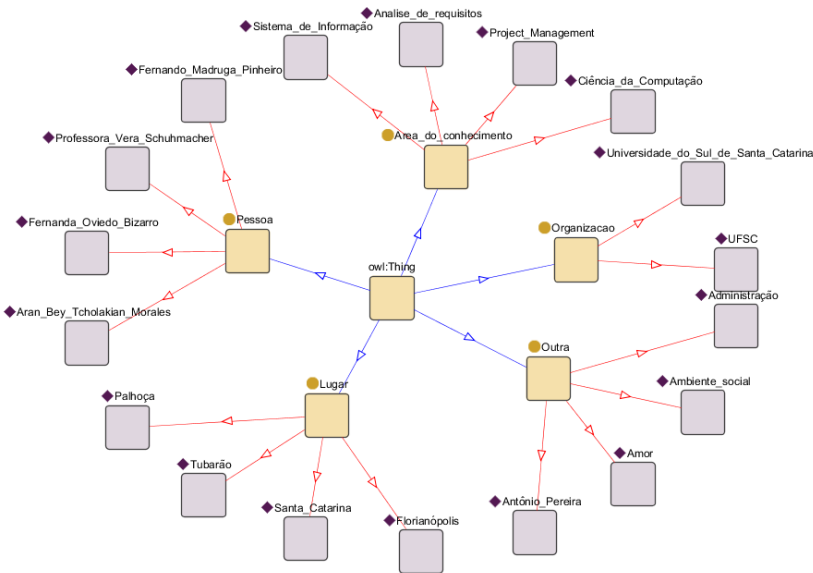 Analise_de_requisitos
Sistema_de_Informação
Project_Management
Fernando_Madruga_Pinheiro
Ciência_da_Computação
Area_do_conhecimento
Professora_Vera_Schuhmacher
Universidade_do_Sul_de_Santa_Catarina
Fernanda_Oviedo_Bizarro
Pessoa
Organizacao
UFSC
owl:Thing
Administração
Aran_Bey_Tcholakian_Morales
Outra
Lugar
Ambiente_social
Palhoça
Amor
Tubarão
Antônio_Pereira
Santa_Catarina
Florianópolis